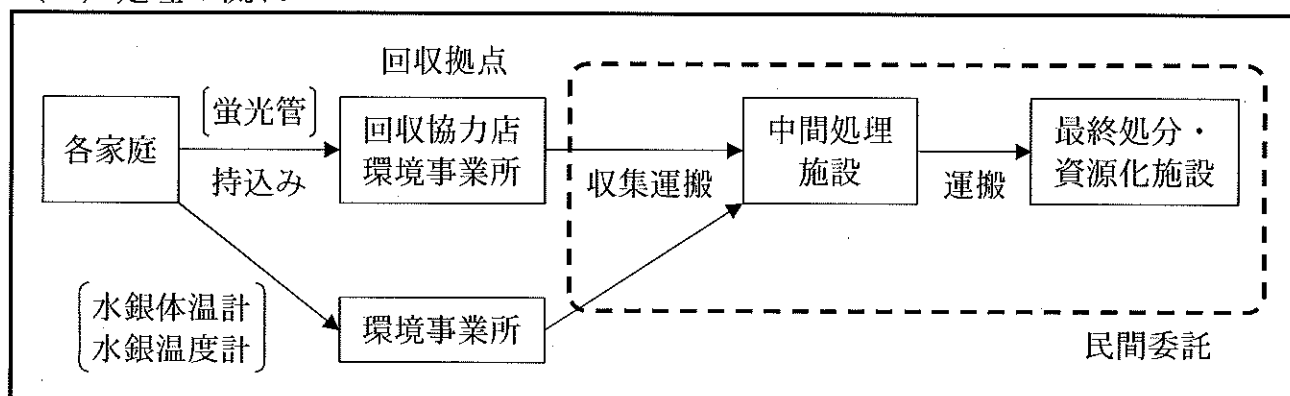 回収拠点
各家庭
〔蛍光管〕
持込み
回収協力店
環境事業所
収集運搬
中間処理
施設
運搬
最終処分・
資源化施設
水銀体温計
水銀温度計
環境事業所
民間委託